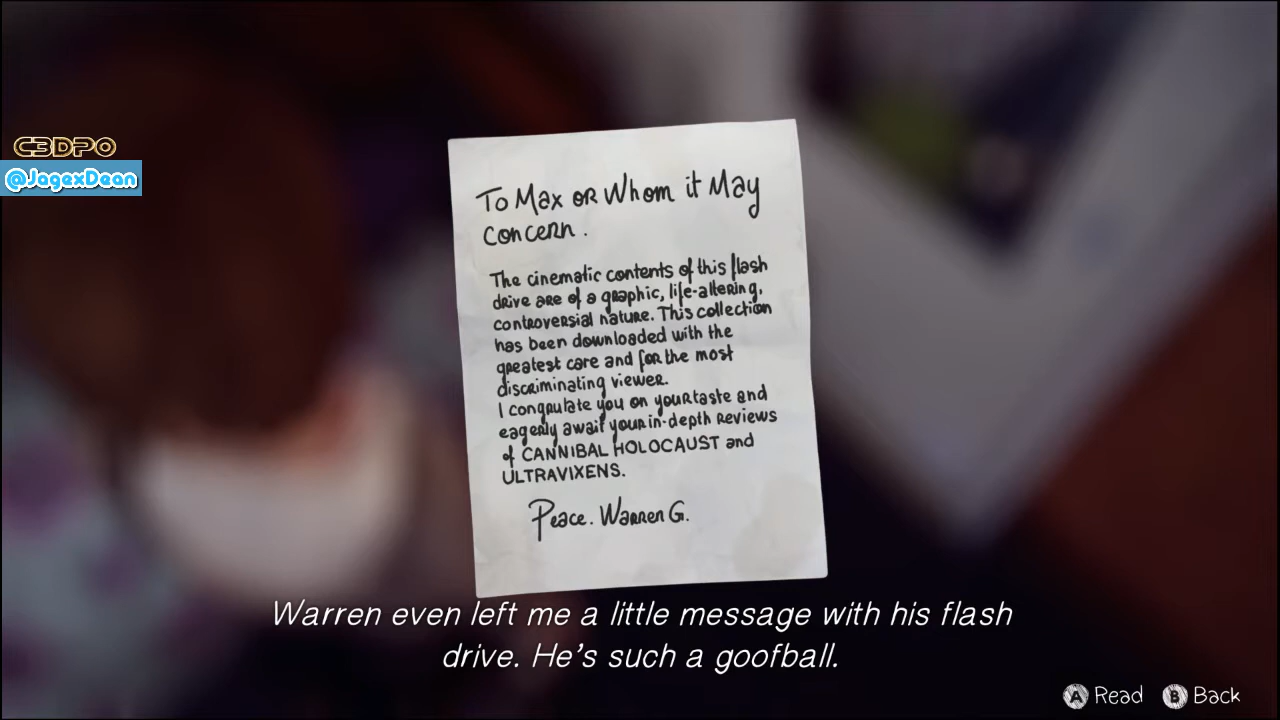 C3DPO
@JagexDean
To Max or Whom it May
concern.
The cinematic contents of this flash
drive are of a graphic, life-altering,
controversial nature. This collection
has been downloaded with the
greatest care and for the most
discriminating viewer.
I congrulate you on your taste and
eagerly await your in-depth Reviews
of CANNIBAL HOLOCAUST and
ULTRAVIXENS.
Peace. Warren G.
Warren even left me a little message with his flash
drive. He's such a goofball.
A Read B Back